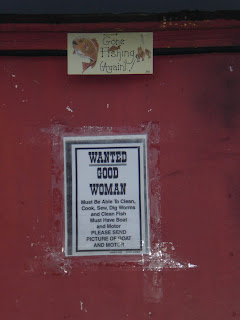 Gone
Fishing
(Again!)
WANTED
GOOD
WOMAN
Must Be Able To Clean,
Cook, Sew, Dig Worms
and Clean Fish
Must Have Boat
and Motor
PLEASE SEND
PICTURE OF BOAT
AND MOTOR